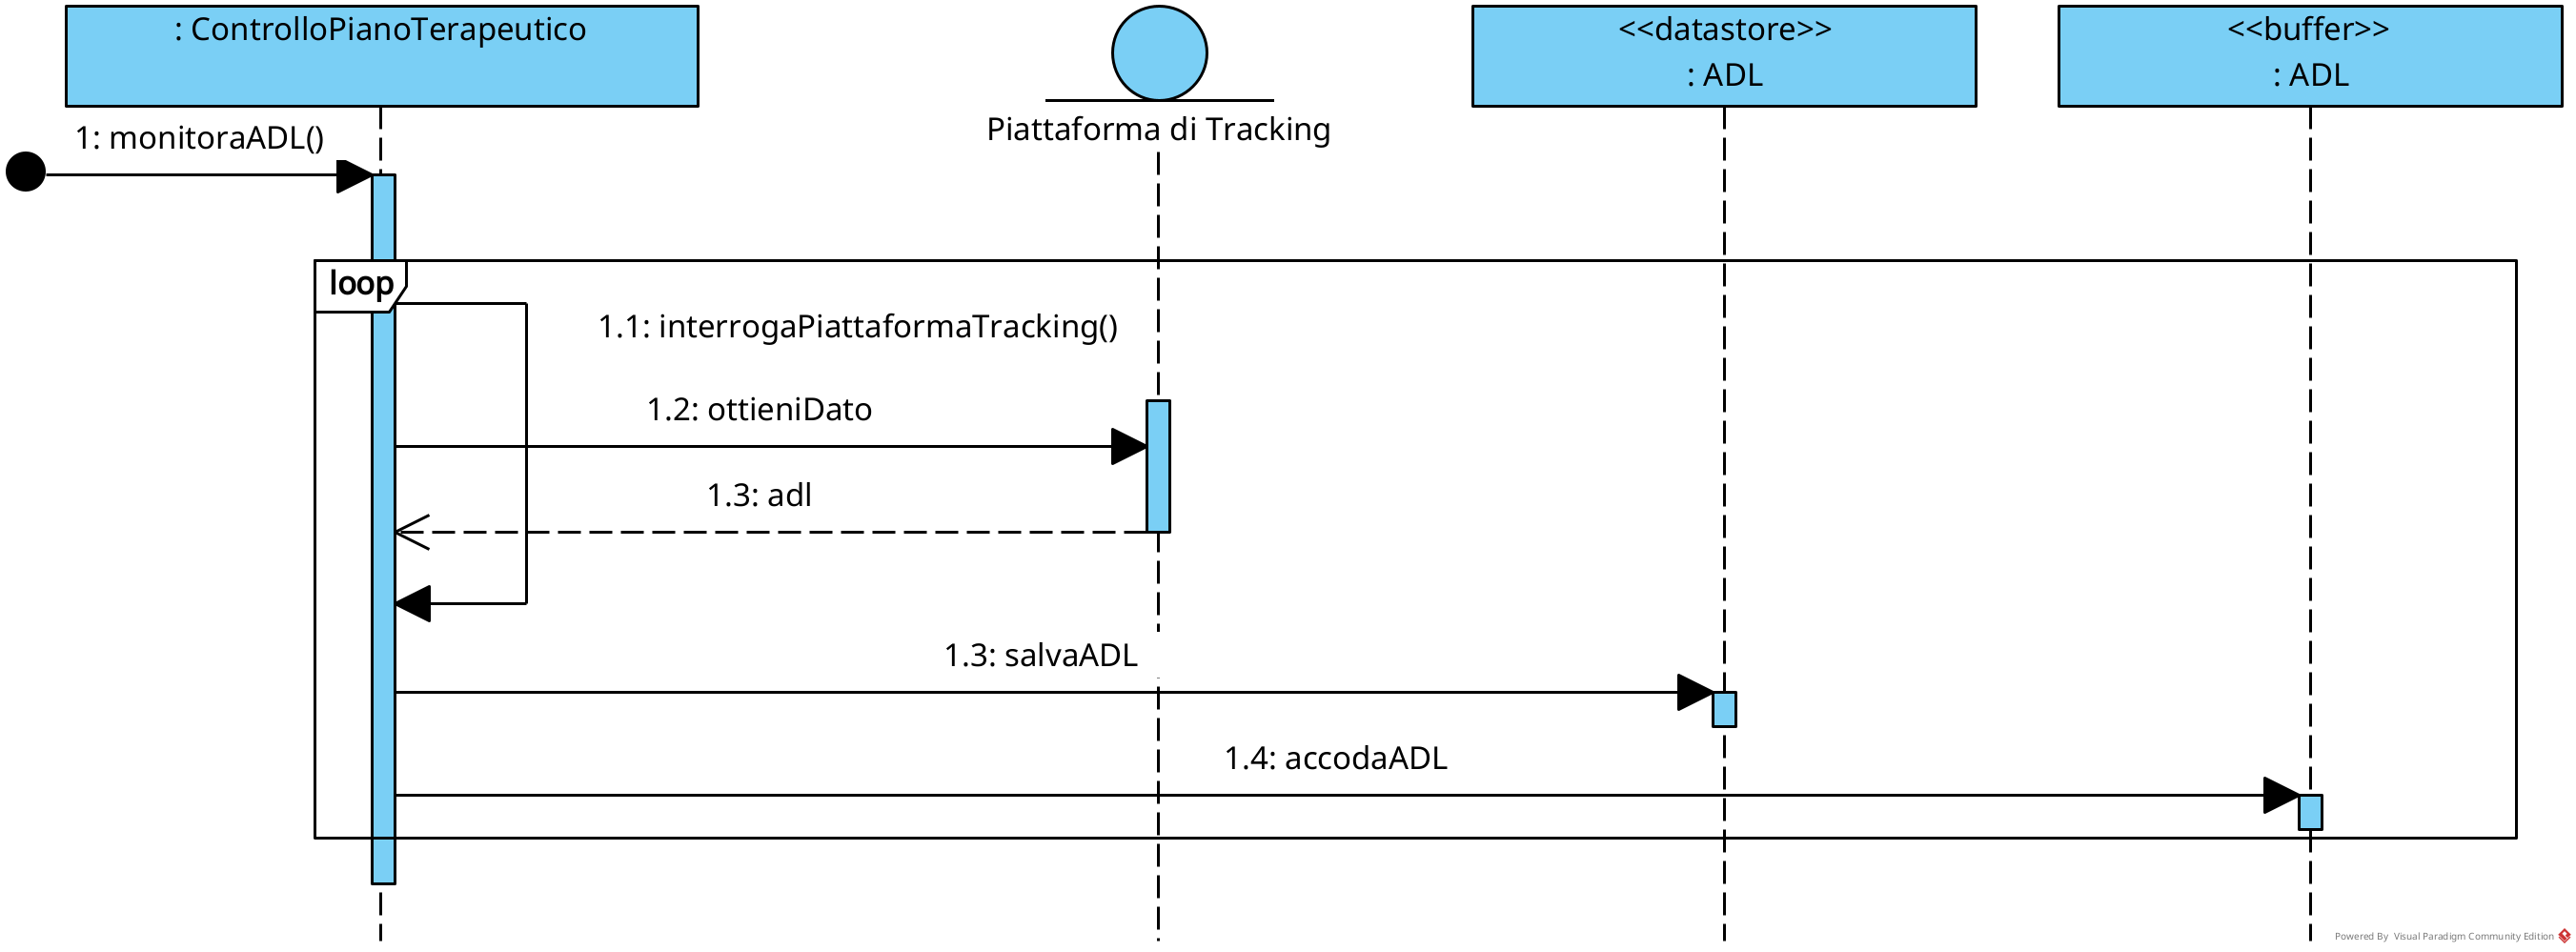 : ControlloPianoTerapeutico
<<datastore>>
: ADL
<<buffer>>
: ADL
Piattaforma di Tracking
1: monitoraADL()
loop
1.1: interrogaPiattaformaTracking()
1.2: ottieniDato
1.3: adl
1.3: salvaADL
1.4: accodaADL
Powered By Visual Paradigm Community Edition